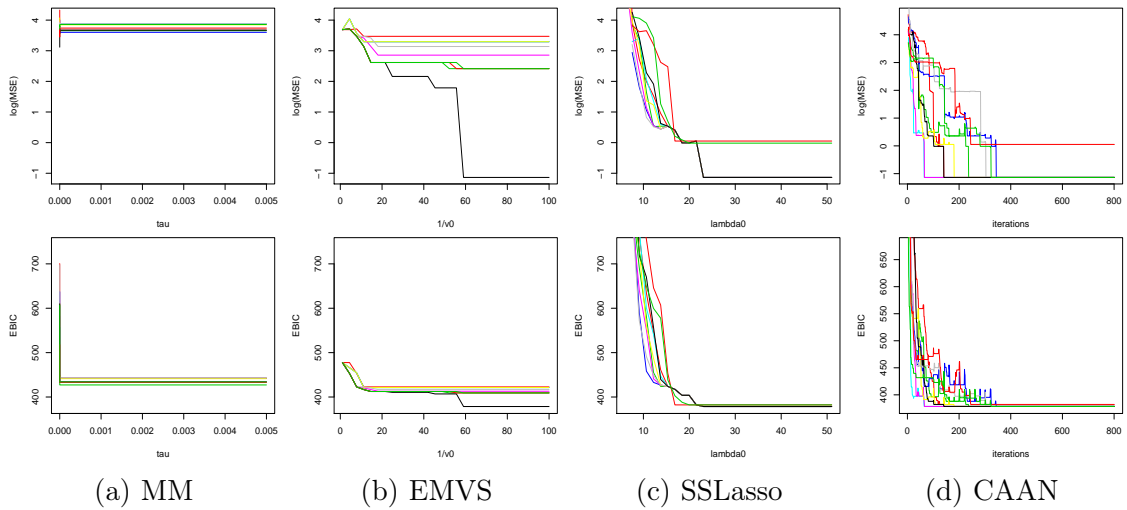 log(MSE)
−1 0 1 2 3 4
0.000 0.001 0.002 0.003 0.004 0.005
tau
log(MSE)
−1 0 1 2 3 4
0 20 40 60 80 100
1/v0
log(MSE)
−1 0 1 2 3 4
10 20 30 40 50
lambda0
log(MSE)
−1 0 1 2 3 4
0 200 400 600 800
iterations
EBIC
400 500 600 700
0.000 0.001 0.002 0.003 0.004 0.005
tau
EBIC
400 500 600 700
0 20 40 60 80 100
1/v0
EBIC
400 500 600 700
10 20 30 40 50
lambda0
EBIC
400 450 500 550 600 650
0 200 400 600 800
iterations
(a) MM
(b) EMVS
(c) SSLasso
(d) CAAN